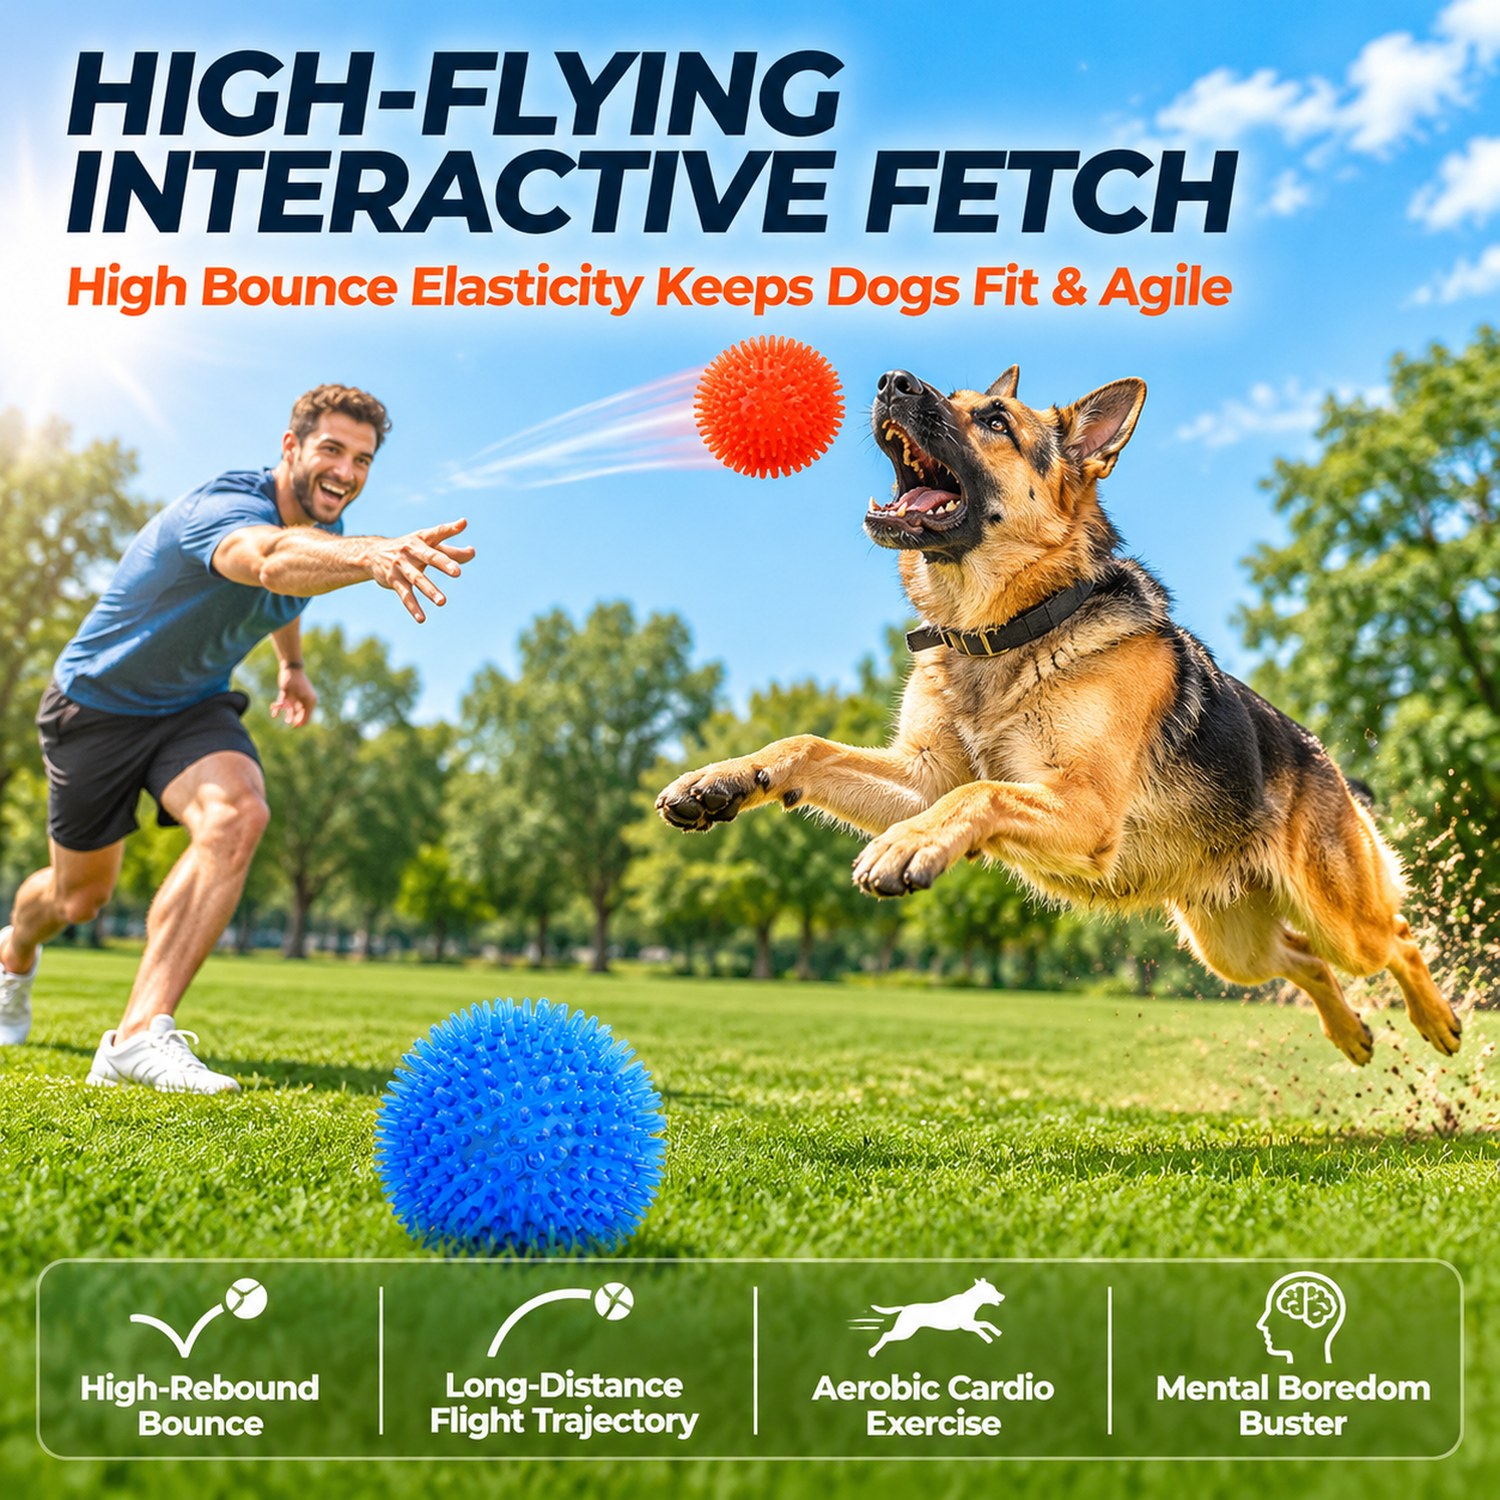 HIGH-FLYING
INTERACTIVE FETCH
High Bounce Elasticity Keeps Dogs Fit & Agile
High-Rebound
Bounce
Long-Distance
Flight Trajectory
Aerobic Cardio
Exercise
Mental Boredom
Buster